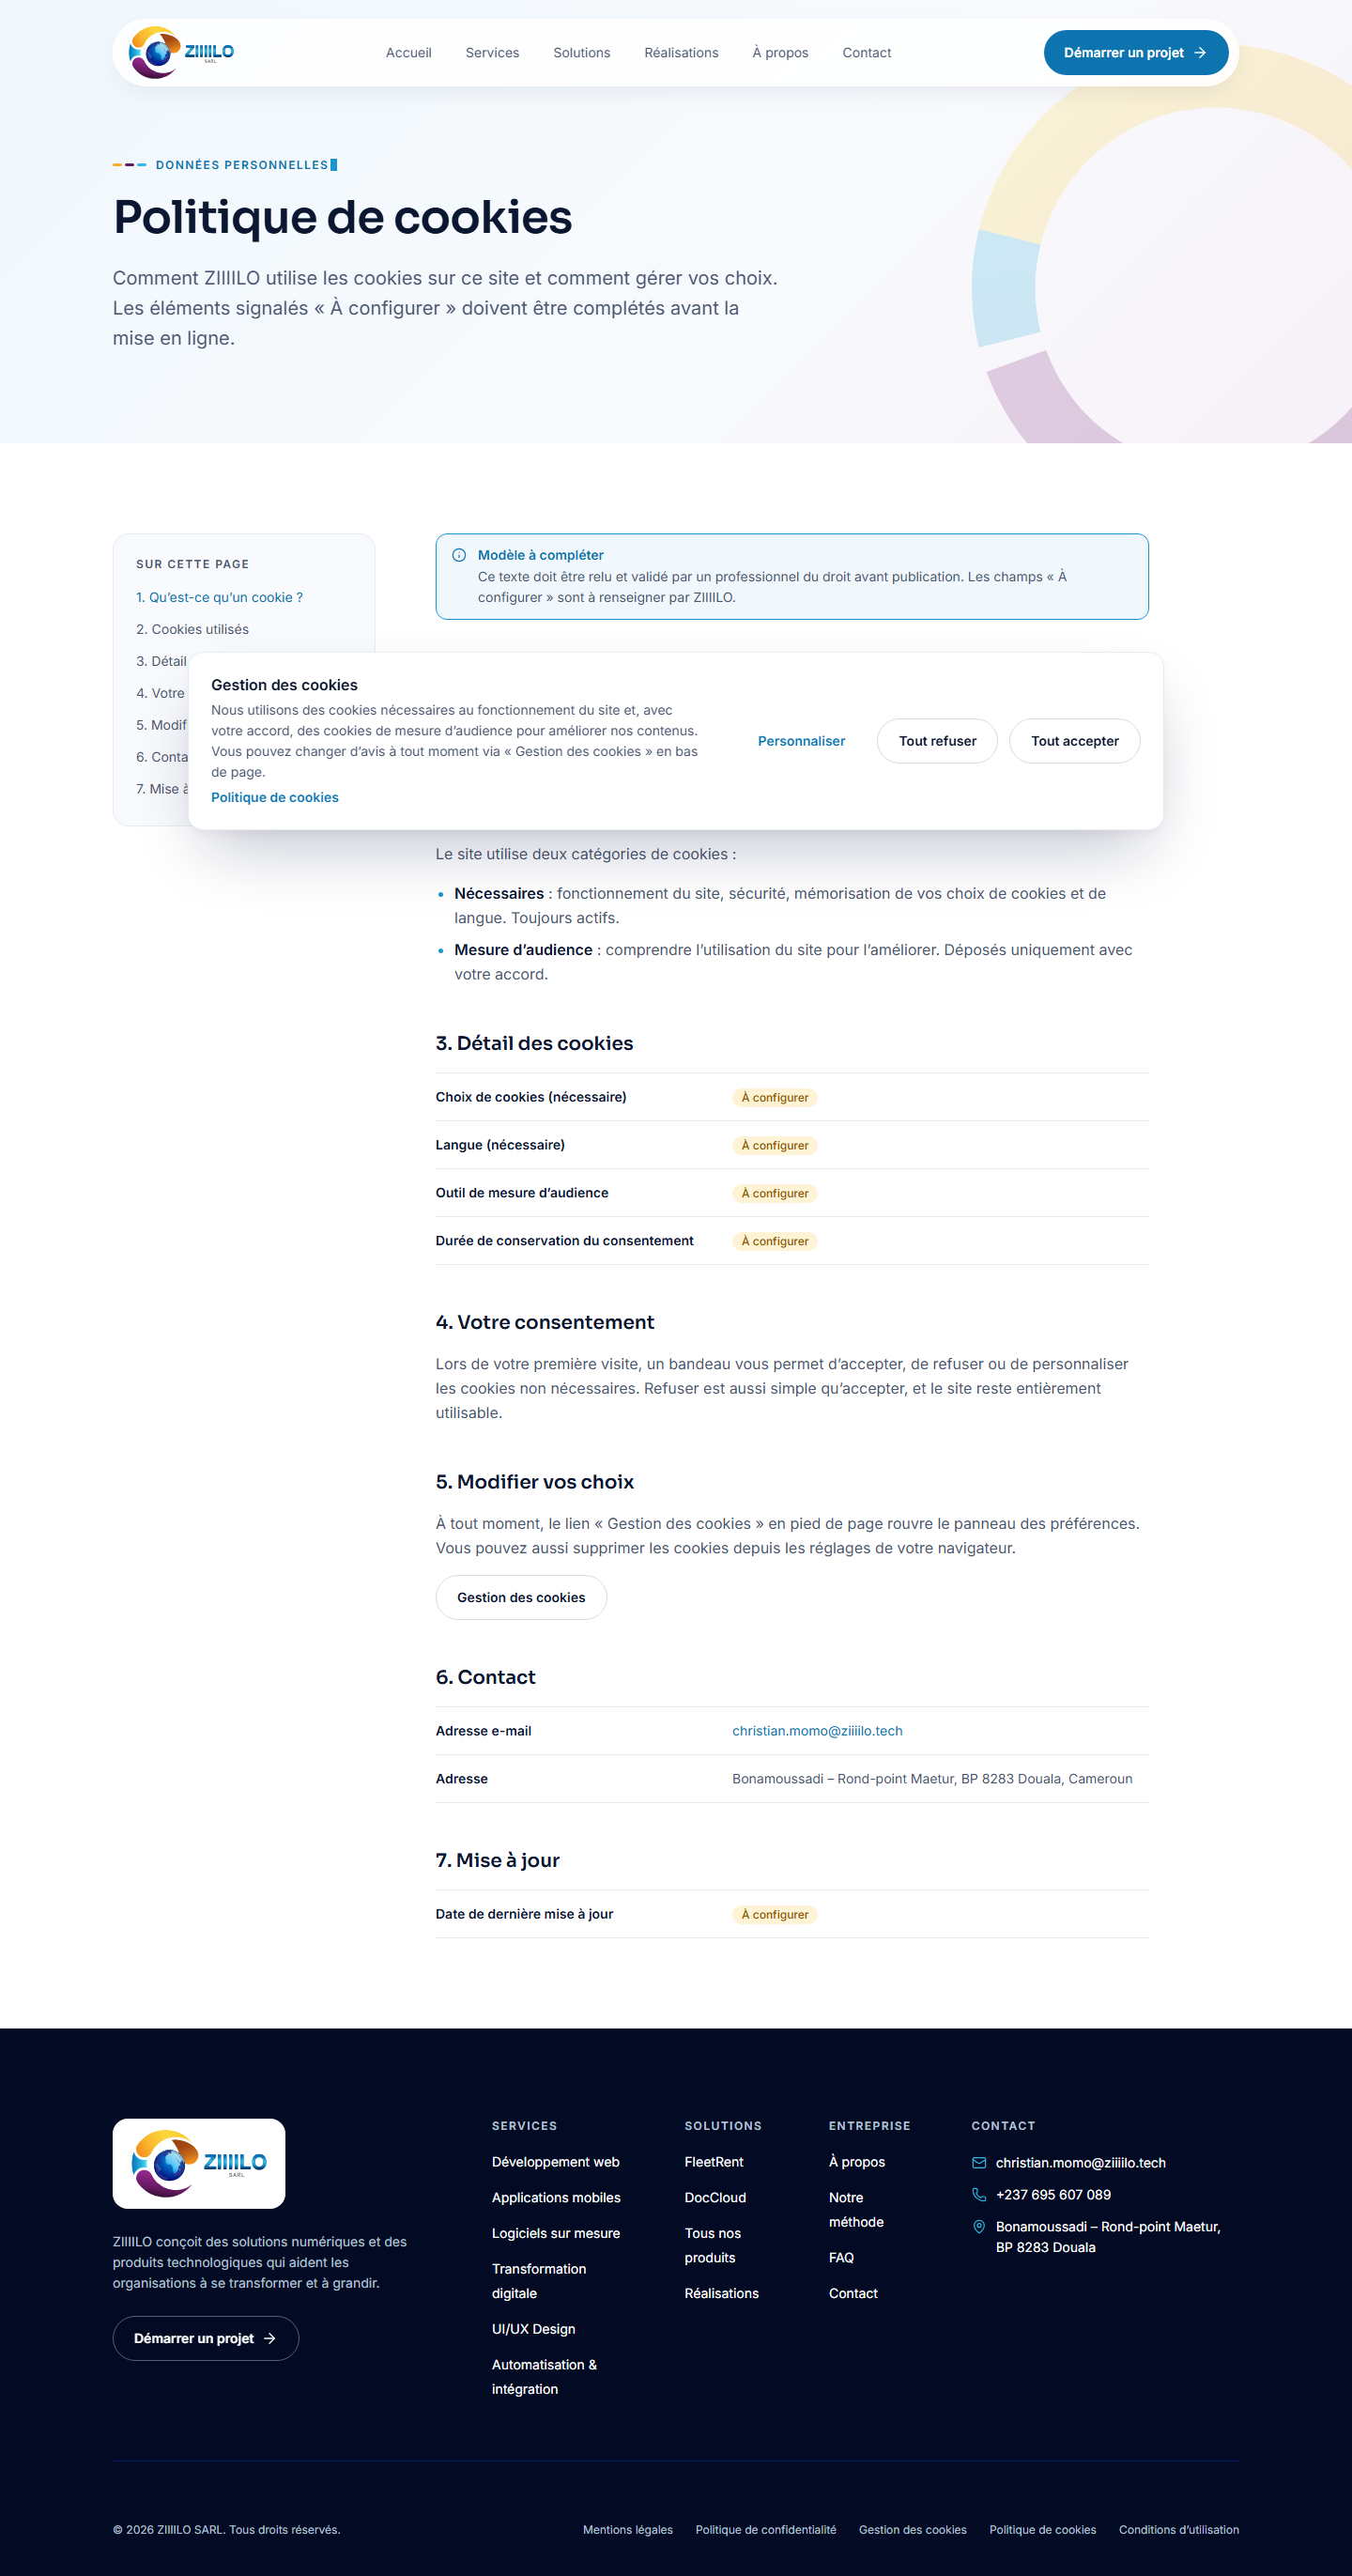 ZIIIILO
SARL
Accueil
Services
Solutions
Réalisations
À propos
Contact
Démarrer un projet
DONNÉES PERSONNELLES
Politique de cookies
Comment ZIIIILO utilise les cookies sur ce site et comment gérer vos choix.
Les éléments signalés « À configurer » doivent être complétés avant la
mise en ligne.
SUR CETTE PAGE
1. Qu’est-ce qu’un cookie ?
2. Cookies utilisés
3. Détail
4. Votre
5. Modif
6. Conta
7. Mise à
Modèle à compléter
Ce texte doit être relu et validé par un professionnel du droit avant publication. Les champs « À
configurer » sont à renseigner par ZIIIILO.
Gestion des cookies
Nous utilisons des cookies nécessaires au fonctionnement du site et, avec
votre accord, des cookies de mesure d’audience pour améliorer nos contenus.
Vous pouvez changer d’avis à tout moment via « Gestion des cookies » en bas
de page.
Politique de cookies
Personnaliser
Tout refuser
Tout accepter
Le site utilise deux catégories de cookies :
Nécessaires : fonctionnement du site, sécurité, mémorisation de vos choix de cookies et de
langue. Toujours actifs.
Mesure d’audience : comprendre l’utilisation du site pour l’améliorer. Déposés uniquement avec
votre accord.
3. Détail des cookies
Choix de cookies (nécessaire) À configurer
Langue (nécessaire) À configurer
Outil de mesure d’audience À configurer
Durée de conservation du consentement À configurer
4. Votre consentement
Lors de votre première visite, un bandeau vous permet d’accepter, de refuser ou de personnaliser
les cookies non nécessaires. Refuser est aussi simple qu’accepter, et le site reste entièrement
utilisable.
5. Modifier vos choix
À tout moment, le lien « Gestion des cookies » en pied de page rouvre le panneau des préférences.
Vous pouvez aussi supprimer les cookies depuis les réglages de votre navigateur.
Gestion des cookies
6. Contact
Adresse e-mail christian.momo@ziiiilo.tech
Adresse Bonamoussadi – Rond-point Maetur, BP 8283 Douala, Cameroun
7. Mise à jour
Date de dernière mise à jour À configurer
ZIIIILO
SARL
ZIIIILO conçoit des solutions numériques et des
produits technologiques qui aident les
organisations à se transformer et à grandir.
Démarrer un projet
SERVICES
Développement web
Applications mobiles
Logiciels sur mesure
Transformation
digitale
UI/UX Design
Automatisation &
intégration
SOLUTIONS
FleetRent
DocCloud
Tous nos
produits
Réalisations
ENTREPRISE
À propos
Notre
méthode
FAQ
Contact
CONTACT
christian.momo@ziiiilo.tech
+237 695 607 089
Bonamoussadi – Rond-point Maetur,
BP 8283 Douala
© 2026 ZIIIILO SARL. Tous droits réservés.
Mentions légales
Politique de confidentialité
Gestion des cookies
Politique de cookies
Conditions d’utilisation